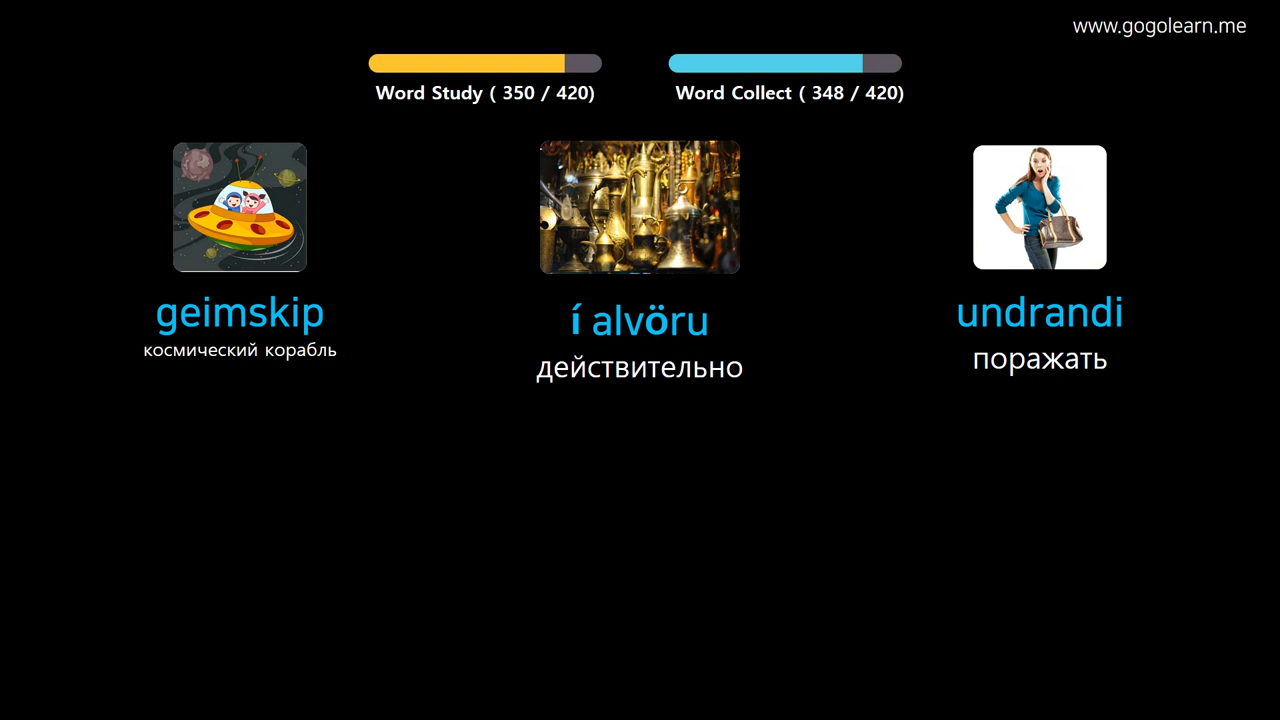 www.gogolearn.me
Word Study ( 350 / 420)
Word Collect ( 348 / 420)
geimskip
космический корабль
í alvöru
действительно
undrandi
поражать